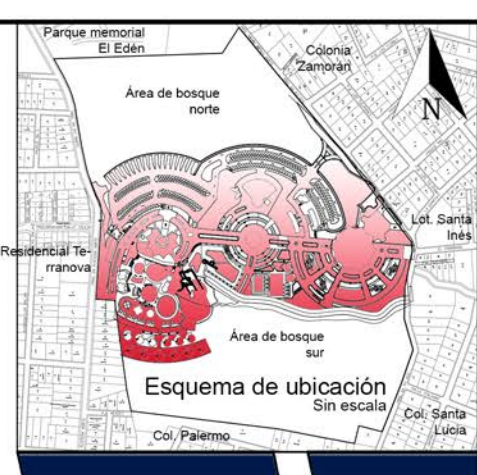 Parque memorial
El Edén
Colonia
Zamorán
Área de bosque
norte
N
Lot. Santa
Inés
Residencial Te-
rranova
Área de bosque
sur
Esquema de ubicación
Sin escala
Col. Santa
Lucía
Col. Palermo